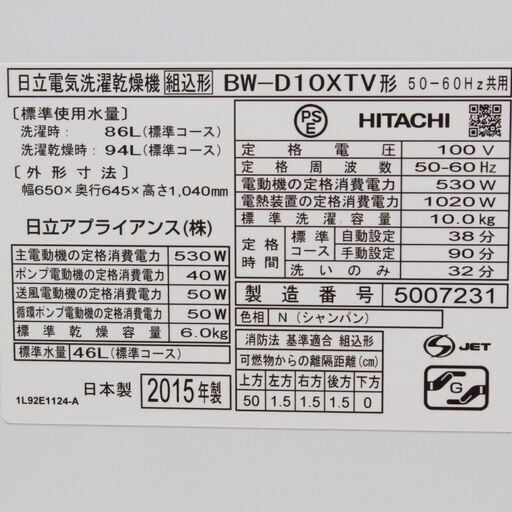 日立電気洗濯乾燥機 組込形 BW-D10XTV形 50-60Hz共用
〔標準使用水量〕
洗濯時： 86L(標準コース)
洗濯乾燥時：94L(標準コース)
〔外形寸法〕
幅650×奥行645×高さ1,040mm
日立アプライアンス(株)
主電動機の定格消費電力 530W
ポンプ電動機の定格消費電力 40W
送風電動機の定格消費電力 50W
循環ポンプ電動機の定格消費電力 50W
標準乾燥容量 6.0kg
標準水量 46L(標準コース)
日本製 2015年製
1L92E1124-A
PSE HITACHI
定格電圧 100V
定格周波数 50-60Hz
電動機の定格消費電力 530W
電熱装置の定格消費電力 1020W
標準洗濯容量 10.0kg
定格時間 標準コース 自動設定 38分
手動設定 90分
洗いのみ 32分
製造番号 5007231
色相 N（シャンパン）
消防法 基準適合 組込形
可燃物からの離隔距離(cm)
上方 左方 右方 後方 下方
50 1.5 1.5 1.5 0
S JET
G